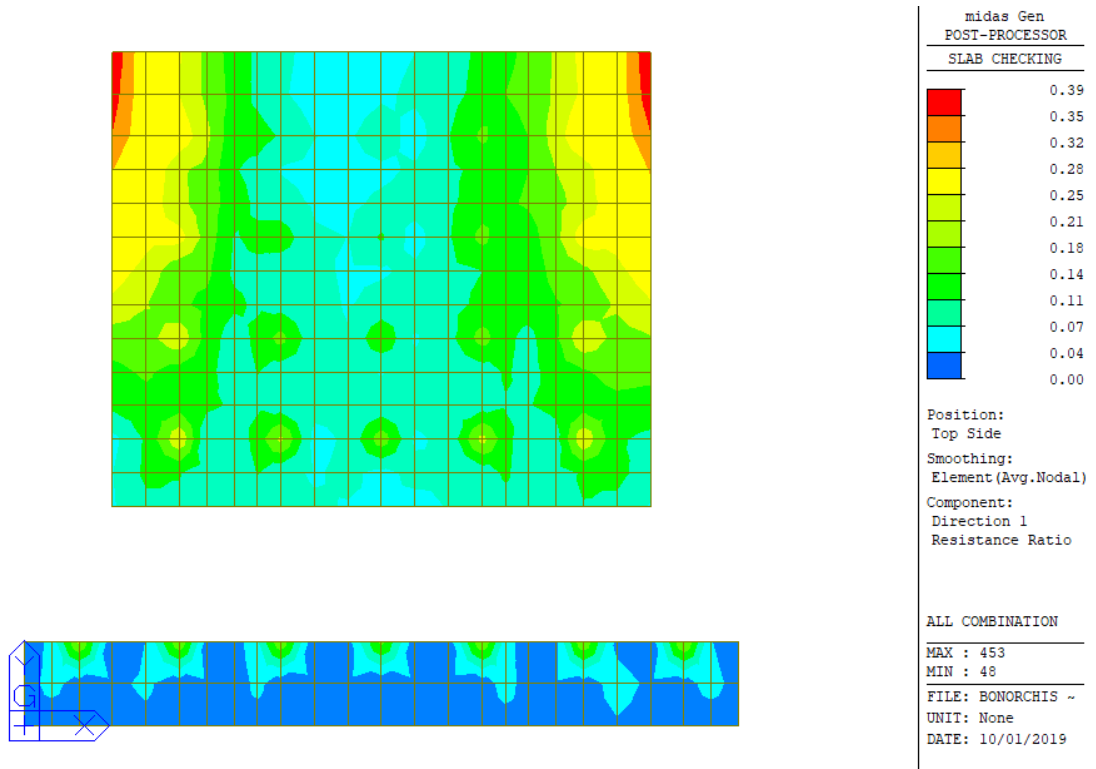 midas Gen
POST-PROCESSOR
SLAB CHECKING
0.39
0.35
0.32
0.28
0.25
0.21
0.18
0.14
0.11
0.07
0.04
0.00
Position:
Top Side
Smoothing:
Element(Avg.Nodal)
Component:
Direction 1
Resistance Ratio
ALL COMBINATION
MAX : 453
MIN : 48
FILE: BONORCHIS ~
UNIT: None
DATE: 10/01/2019
Y
G
X